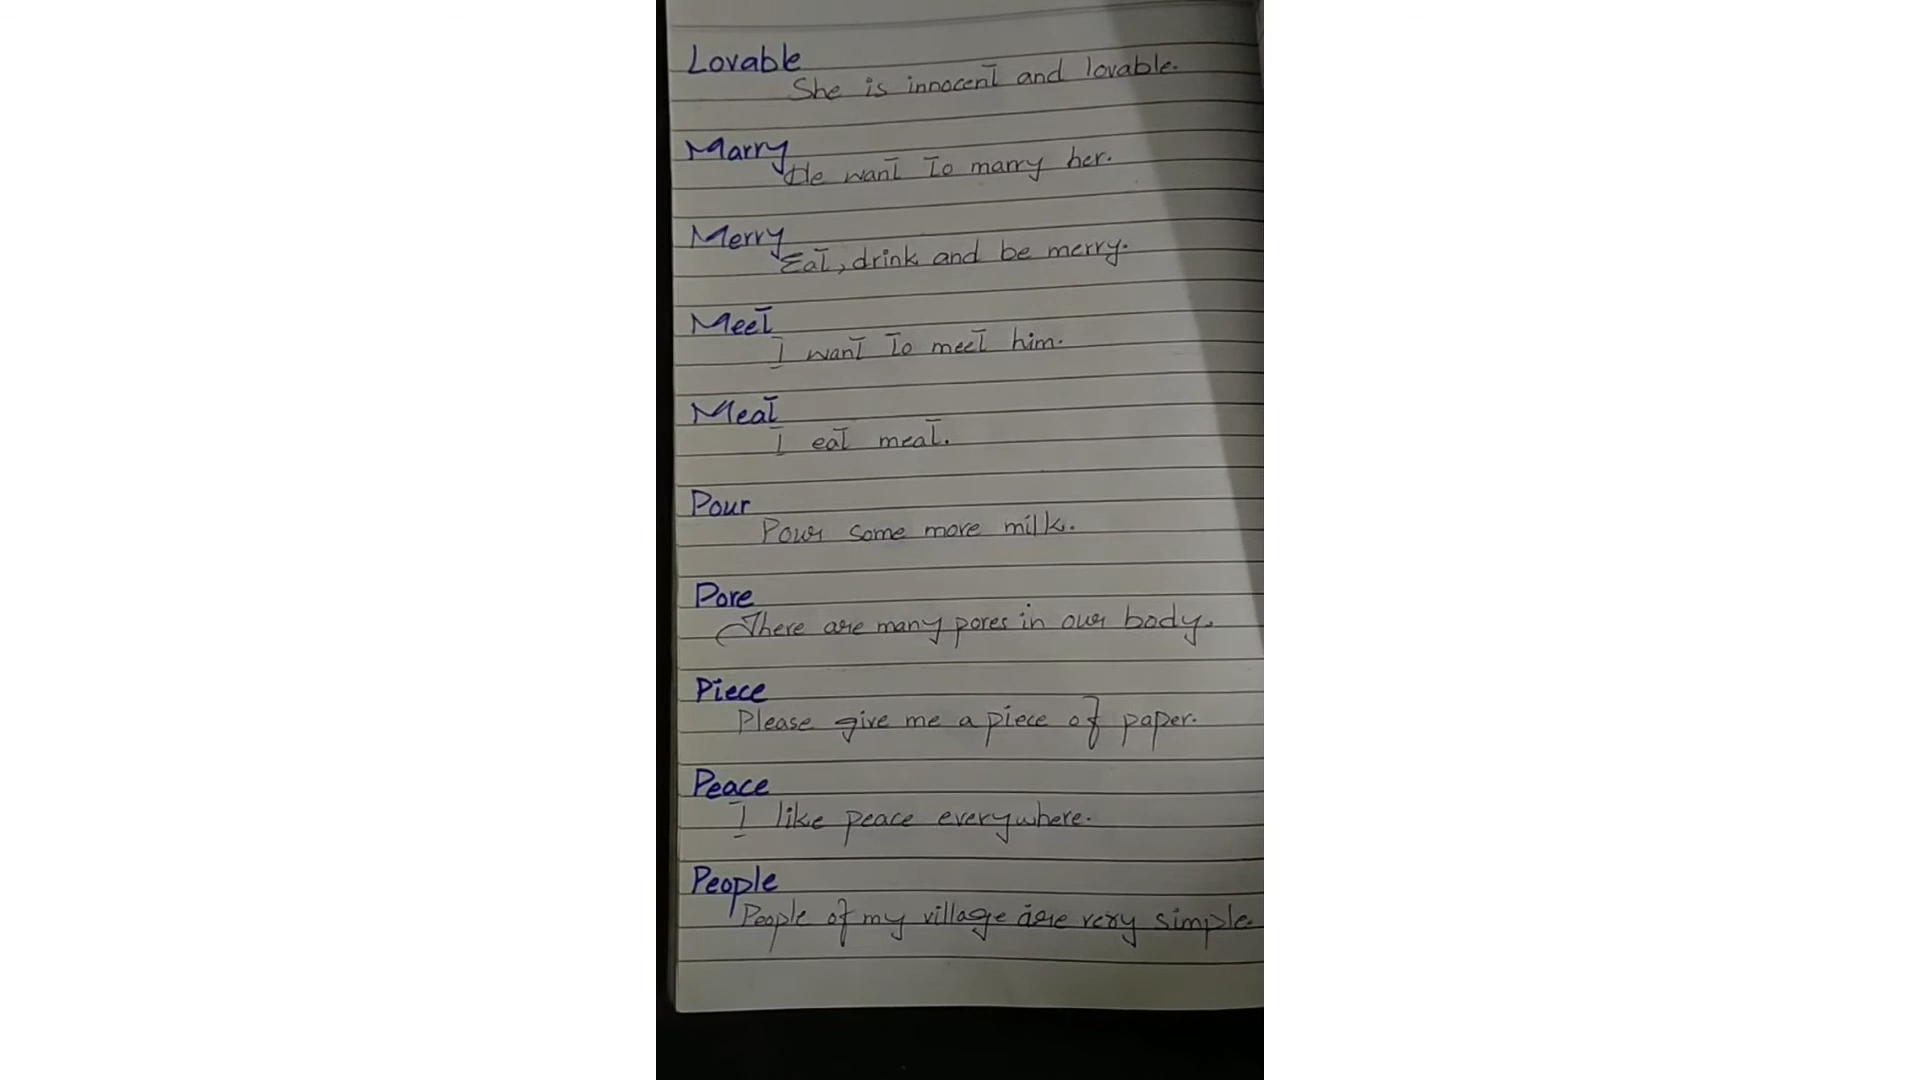 Lovable
She is innocent and lovable.
Marry
He want to marry her.
Merry
Eat, drink and be merry.
Meet
I want to meet him.
Meat
I eat meat.
Pour
Pour some more milk.
Pore
There are many pores in our body.
Piece
Please give me a piece of paper.
Peace
I like peace everywhere.
People
People of my village are very simple.